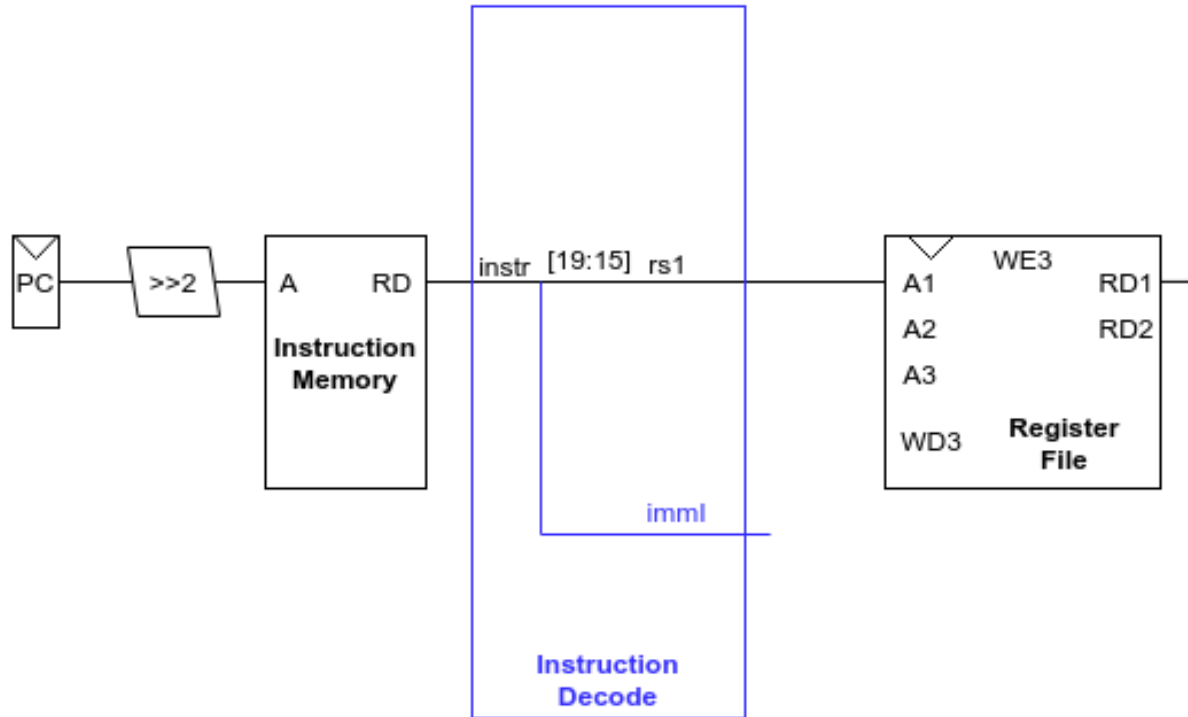 PC
>>2
A
RD
Instruction
Memory
instr
[19:15]
rs1
immI
Instruction
Decode
WE3
A1
RD1
A2
RD2
A3
WD3
Register
File